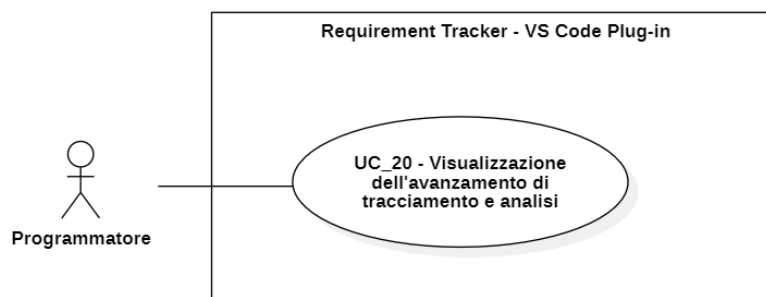 Requirement Tracker - VS Code Plug-in
UC_20 - Visualizzazione
dell'avanzamento di
tracciamento e analisi
Programmatore